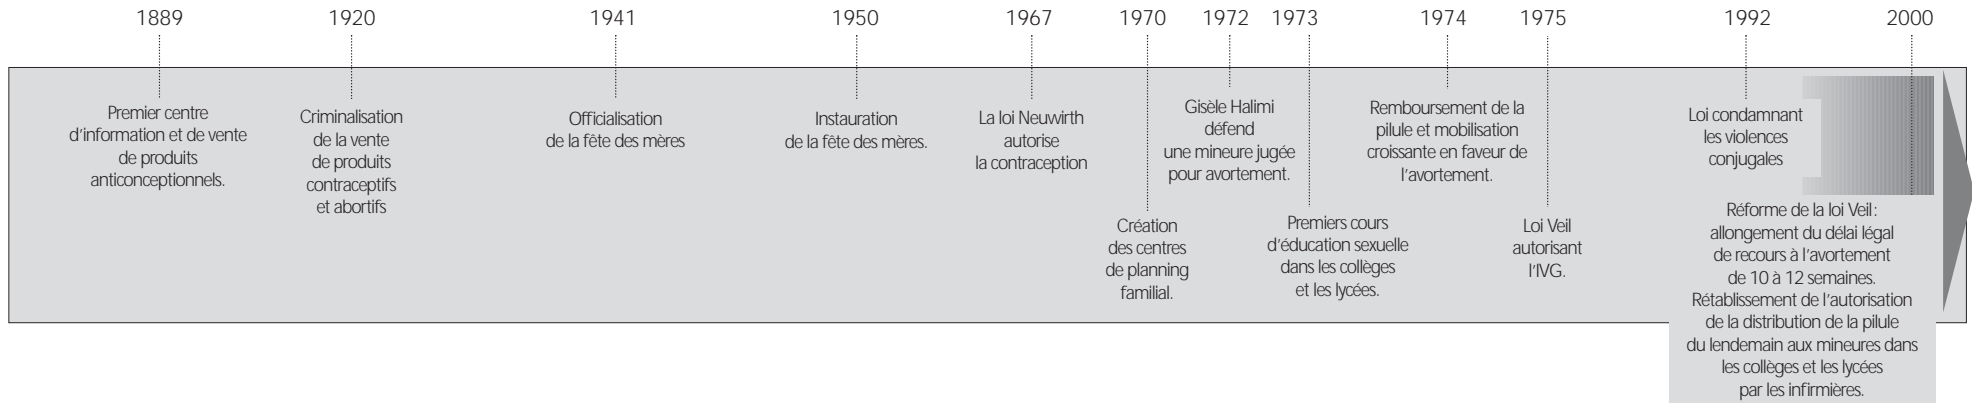 1889
1920
1941
1950
1967
1970
1972
1973
1974
1975
1992
2000
Premier centre
d'information et de vente
de produits
anticonceptionnels.
Criminalisation
de la vente
de produits
contraceptifs
et abortifs
Officialisation
de la fête des mères
Instauration
de la fête des mères.
La loi Neuwirth
autorise
la contraception
Création
des centres
de planning
familial.
Gisèle Halimi
défend
une mineure jugée
pour avortement.
Premiers cours
d'éducation sexuelle
dans les collèges
et les lycées.
Remboursement de la
pilule et mobilisation
croissante en faveur de
l'avortement.
Loi Veil
autorisant
l'IVG.
Loi condamnant
les violences
conjugales
Réforme de la loi Veil :
allongement du délai légal
de recours à l'avortement
de 10 à 12 semaines.
Rétablissement de l'autorisation
de la distribution de la pilule
du lendemain aux mineures dans
les collèges et les lycées
par les infirmières.